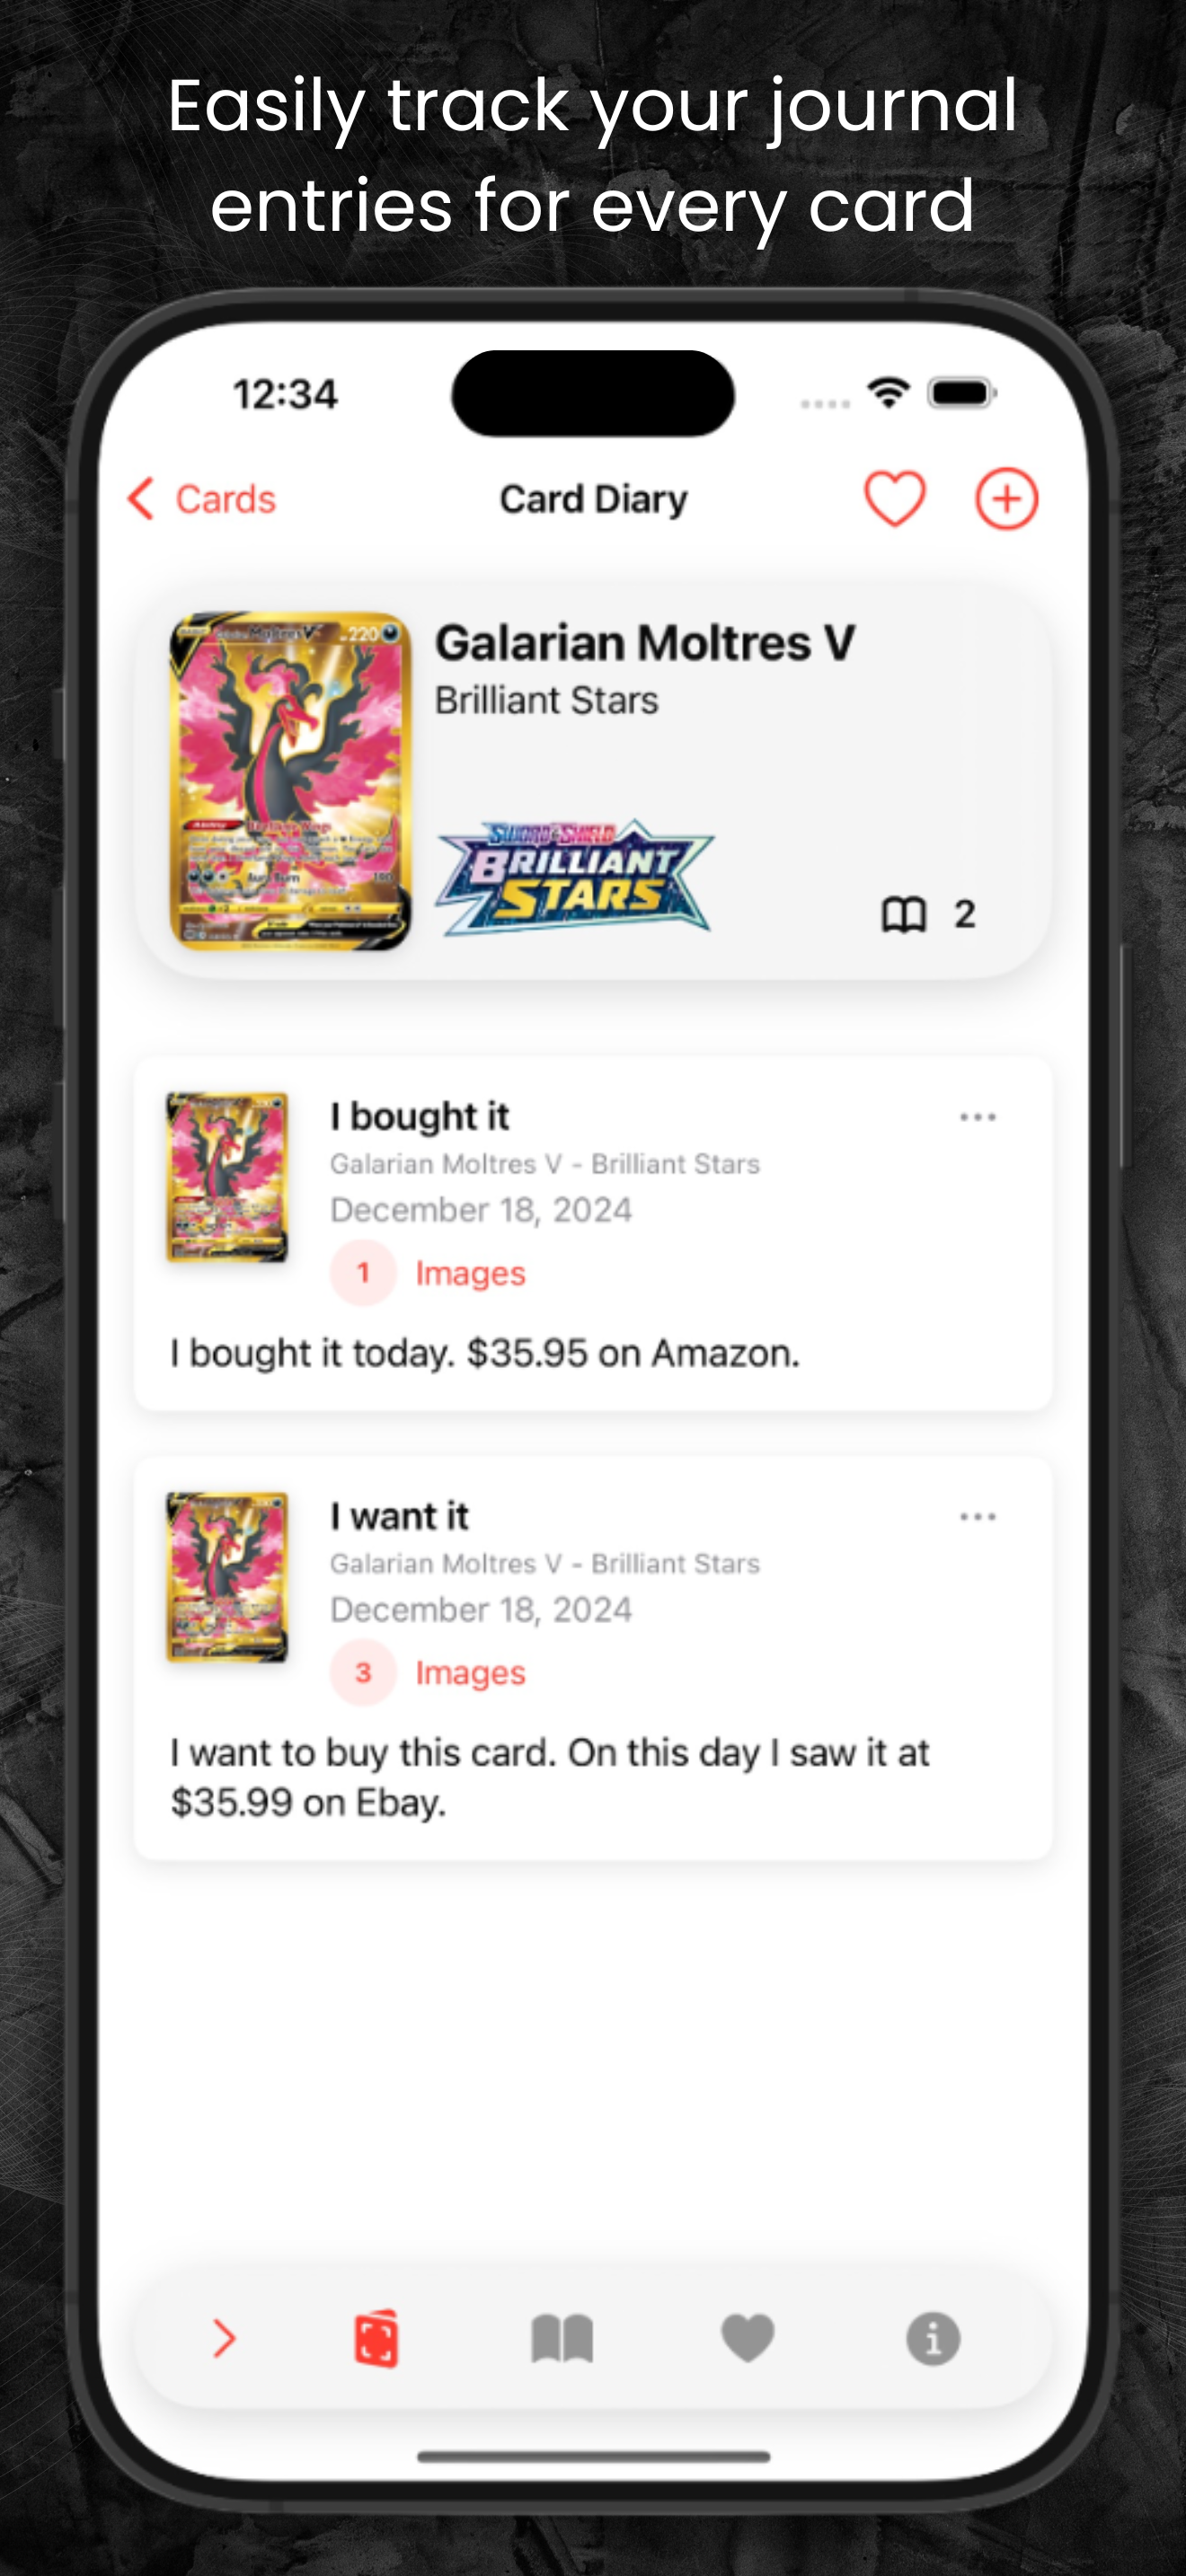 Easily track your journal
entries for every card
12:34
Cards
Card Diary
Galarian Moltres V
Brilliant Stars
220
SWORD & SHIELD
BRILLIANT
STARS
2
I bought it
Galarian Moltres V - Brilliant Stars
December 18, 2024
1 Images
I bought it today. $35.95 on Amazon.
I want it
Galarian Moltres V - Brilliant Stars
December 18, 2024
3 Images
I want to buy this card. On this day I saw it at
$35.99 on Ebay.